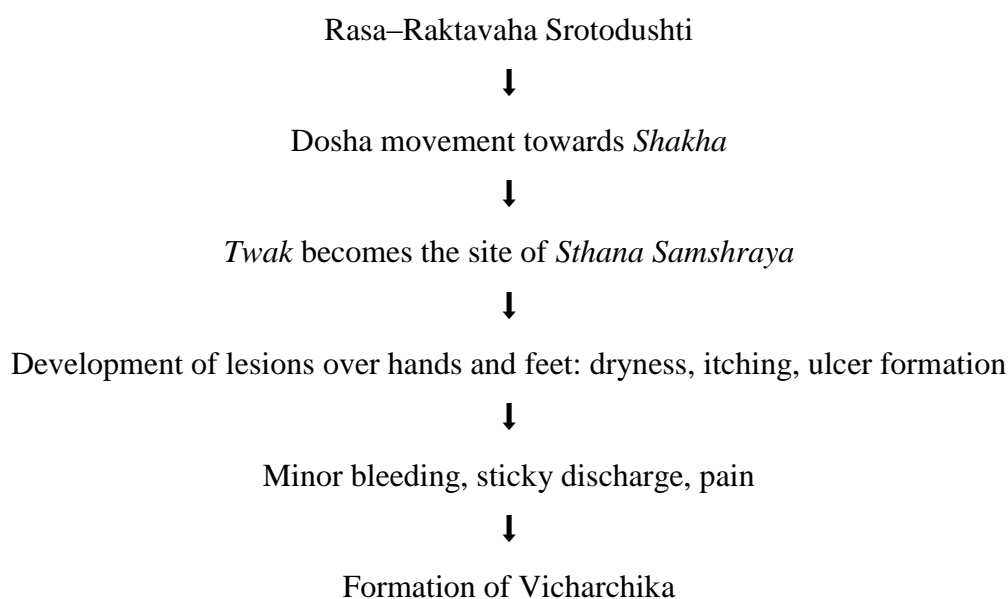 Rasa–Raktavaha Srotodushti
Dosha movement towards Shakha
Twak becomes the site of Sthana Samshraya
Development of lesions over hands and feet: dryness, itching, ulcer formation
Minor bleeding, sticky discharge, pain
Formation of Vicharchika